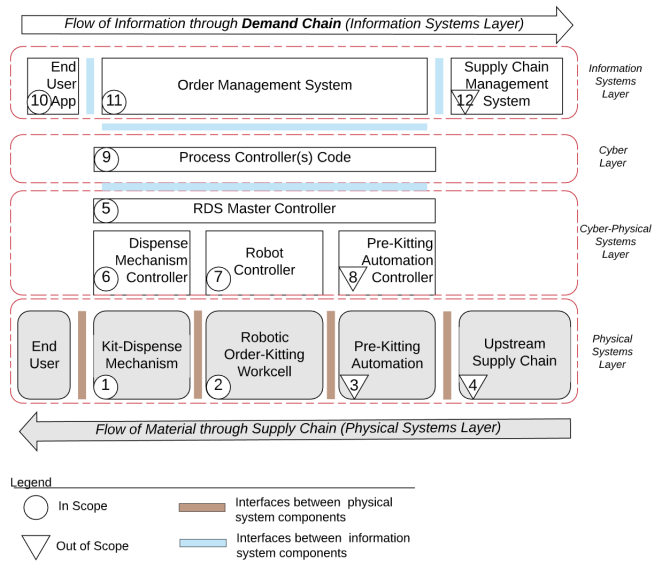 Flow of Information through Demand Chain (Information Systems Layer)
End
User
App
10
Order Management System
11
Supply Chain
Management
System
12
Information
Systems
Layer
Process Controller(s) Code
9
Cyber
Layer
RDS Master Controller
5
Dispense
Mechanism
Controller
6
Robot
Controller
7
Pre-Kitting
Automation
Controller
8
Cyber-Physical
Systems
Layer
End
User
Kit-Dispense
Mechanism
1
Robotic
Order-Kitting
Workcell
2
Pre-Kitting
Automation
3
Upstream
Supply Chain
4
Physical
Systems
Layer
Flow of Material through Supply Chain (Physical Systems Layer)
Legend
In Scope
Out of Scope
Interfaces between physical
system components
Interfaces between information
system components